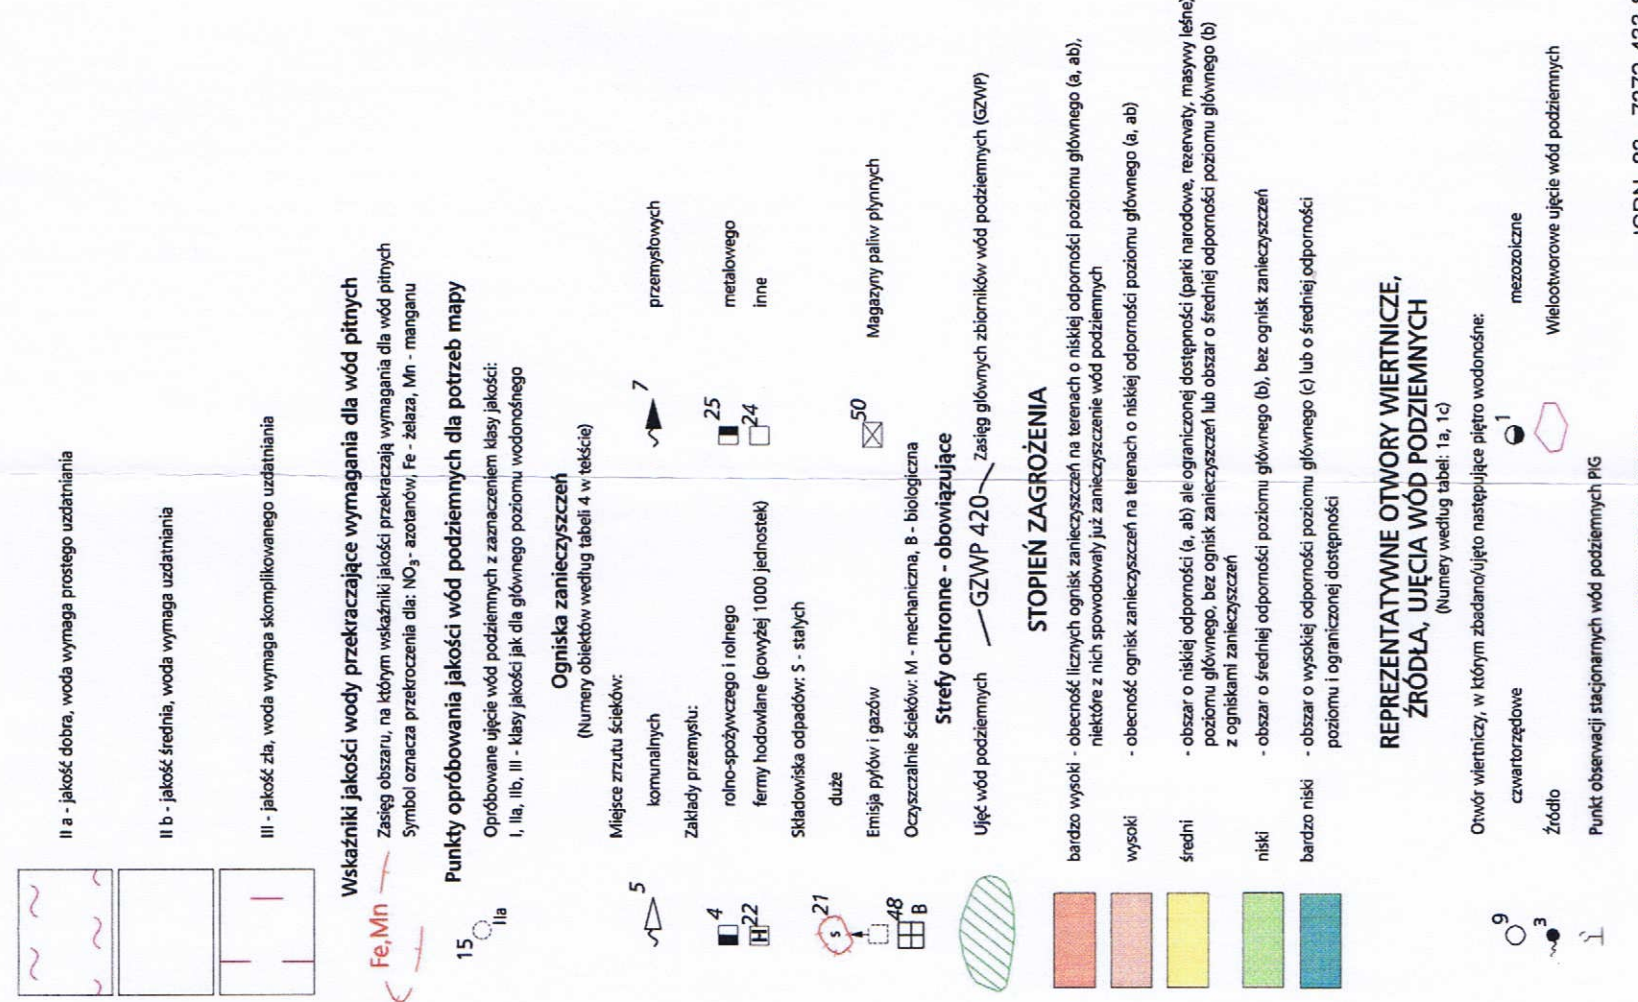 II a - jakość dobra, woda wymaga prostego uzdatniania
II b - jakość średnia, woda wymaga uzdatniania
III - jakość zła, woda wymaga skomplikowanego uzdatniania
Wskaźniki jakości wody przekraczające wymagania dla wód pitnych
Fe,Mn
Zasięg obszaru, na którym wskaźniki jakości przekraczają wymagania dla wód pitnych
Symbol oznacza przekroczenia dla: NO₃- azotanów, Fe - żelaza, Mn - manganu
Punkty opróbowania jakości wód podziemnych dla potrzeb mapy
15 IIa
Opróbowane ujęcie wód podziemnych z zaznaczeniem klasy jakości:
I, IIa, IIb, III - klasy jakości jak dla głównego poziomu wodonośnego
Ogniska zanieczyszczeń
(Numery obiektów według tabeli 4 w tekście)
Miejsce zrzutu ścieków:
5 komunalnych 7 przemysłowych
Zakłady przemysłu:
4 rolno-spożywczego i rolnego 25 metalowego
H 22 fermy hodowlane (powyżej 1000 jednostek) 24 inne
Składowiska odpadów: S - stałych
S 21 duże
Emisja pyłów i gazów 50 Magazyny paliw płynnych
48 B Oczyszczalnie ścieków: M - mechaniczna, B - biologiczna
Strefy ochronne - obowiązujące
Ujęć wód podziemnych GZWP 420 Zasięg głównych zbiorników wód podziemnych (GZWP)
STOPIEŃ ZAGROŻENIA
bardzo wysoki - obecność licznych ognisk zanieczyszczeń na terenach o niskiej odporności poziomu głównego (a, ab),
niektóre z nich spowodowały już zanieczyszczenie wód podziemnych
wysoki - obecność ognisk zanieczyszczeń na terenach o niskiej odporności poziomu głównego (a, ab)
średni - obszar o niskiej odporności (a, ab) ale ograniczonej dostępności (parki narodowe, rezerwaty, masywy leśne)
poziomu głównego, bez ognisk zanieczyszczeń lub obszar o średniej odporności poziomu głównego (b)
z ogniskami zanieczyszczeń
niski - obszar o średniej odporności poziomu głównego (b), bez ognisk zanieczyszczeń
bardzo niski - obszar o wysokiej odporności poziomu głównego (c) lub o średniej odporności
poziomu i ograniczonej dostępności
REPREZENTATYWNE OTWORY WIERTNICZE,
ŹRÓDŁA, UJĘCIA WÓD PODZIEMNYCH
(Numery według tabel: 1a, 1c)
Otwór wiertniczy, w którym zbadano/ujęto następujące piętro wodonośne:
9 czwartorzędowe 1 mezozoiczne
3 Źródło Wielootworowe ujęcie wód podziemnych
Punkt obserwacji stacjonarnych wód podziemnych PIG